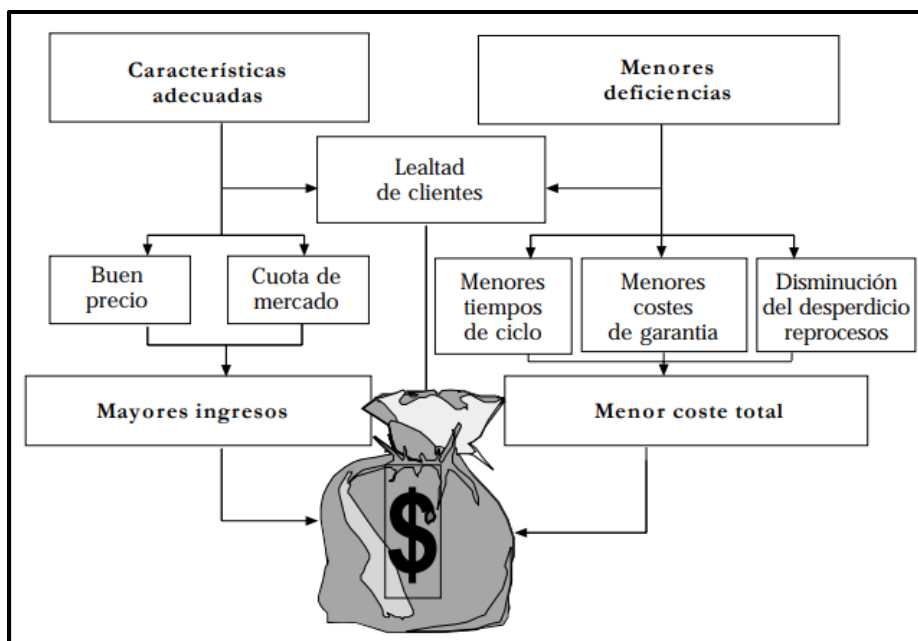 Características
adecuadas
Menores
deficiencias
Lealtad
de clientes
Buen
precio
Cuota de
mercado
Menores
tiempos
de ciclo
Menores
costes
de garantia
Disminución
del desperdicio
reprocesos
Mayores ingresos
Menor coste total
$